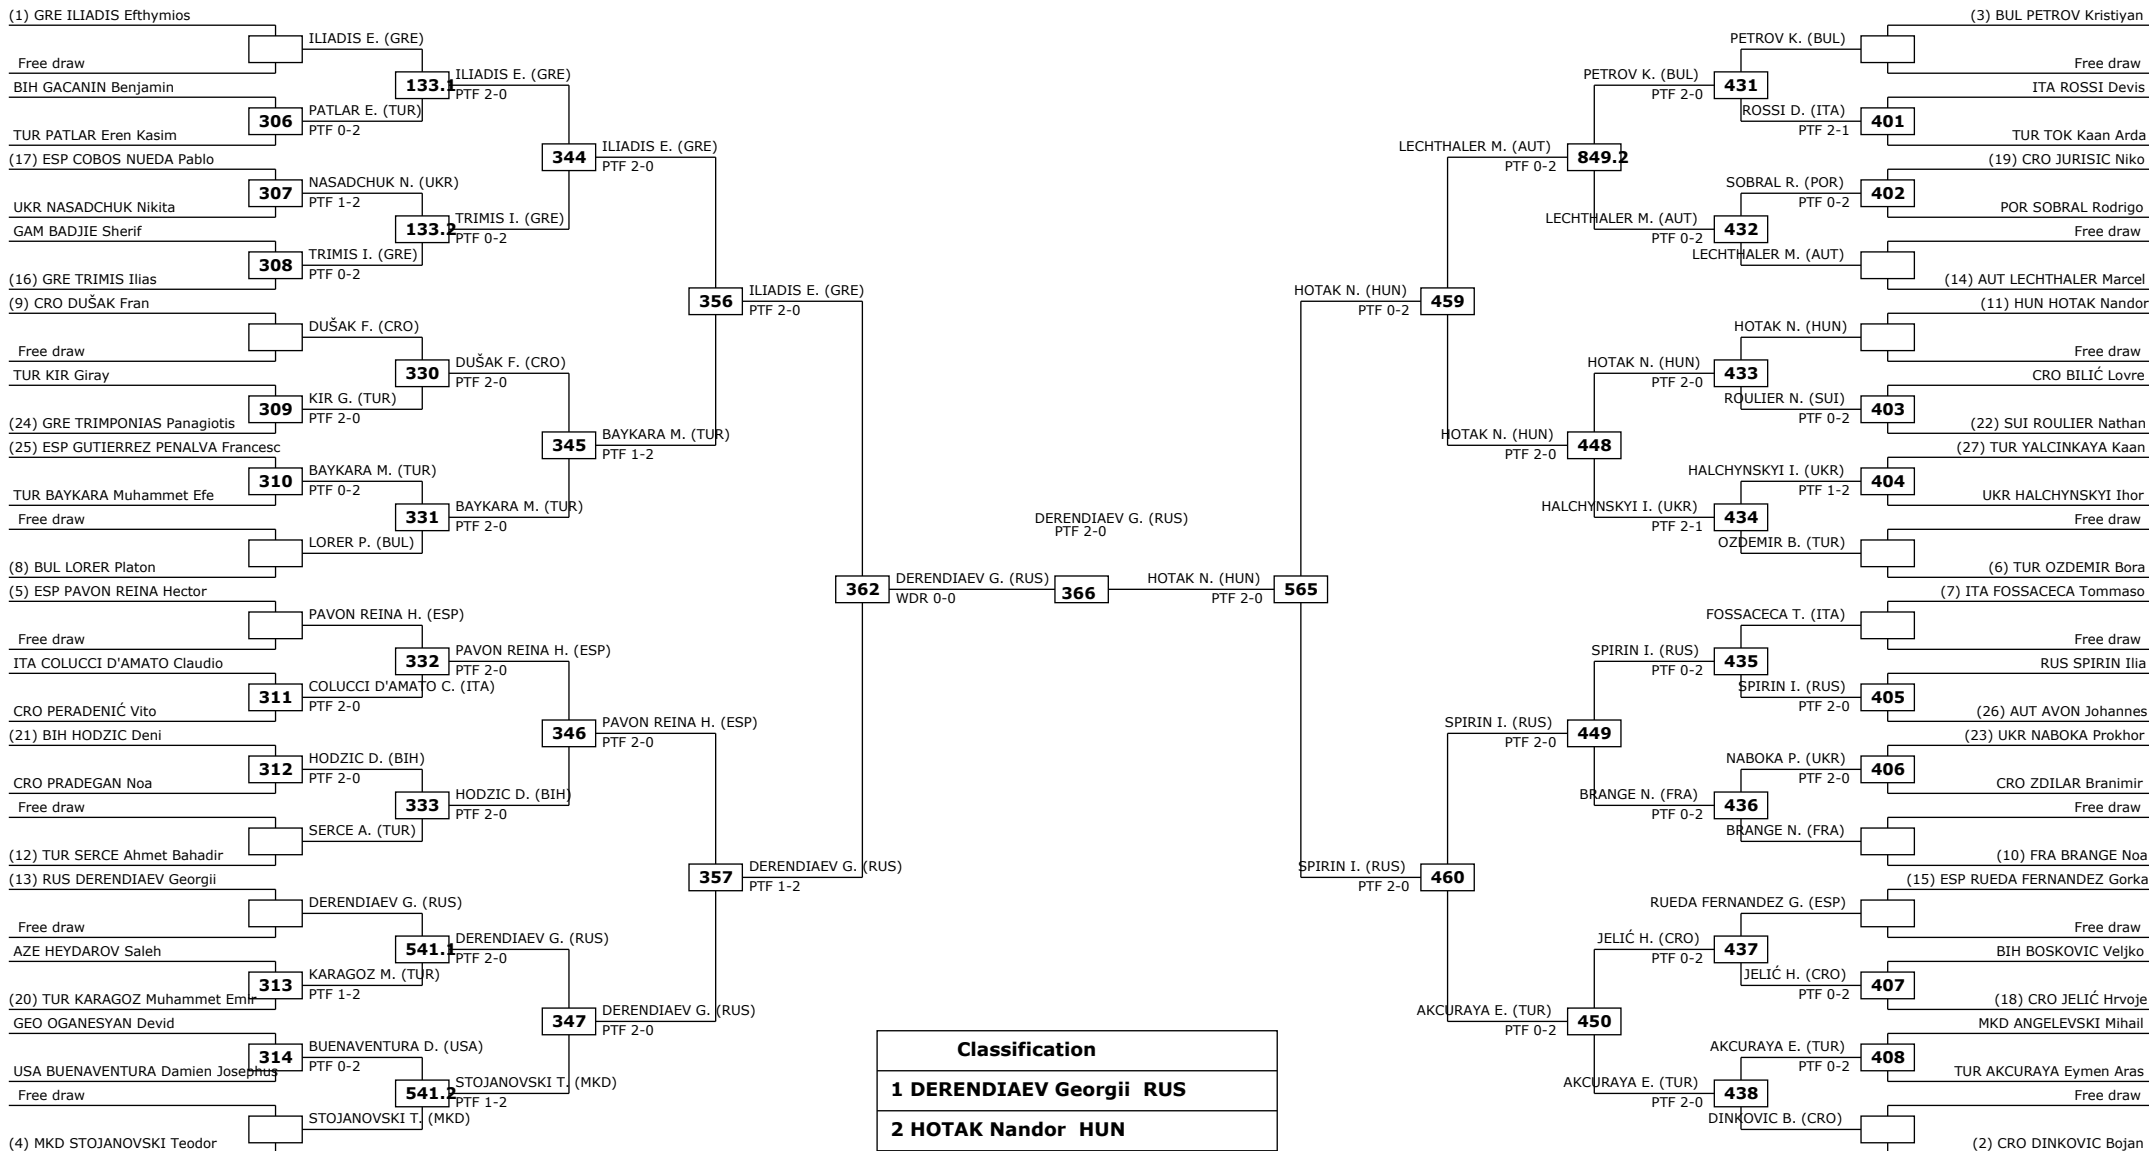 (1) GRE ILIADIS Efthymios
Free draw
BIH GACANIN Benjamin
TUR PATLAR Eren Kasim
(17) ESP COBOS NUEDA Pablo
UKR NASADCHUK Nikita
GAM BADJIE Sherif
(16) GRE TRIMIS Ilias
(9) CRO DUŠAK Fran
Free draw
TUR KIR Giray
(24) GRE TRIMPONIAS Panagiotis
(25) ESP GUTIERREZ PENALVA Francesc
TUR BAYKARA Muhammet Efe
Free draw
(8) BUL LORER Platon
(5) ESP PAVON REINA Hector
Free draw
ITA COLUCCI D'AMATO Claudio
CRO PERADENIĆ Vito
(21) BIH HODZIC Deni
CRO PRADEGAN Noa
Free draw
(12) TUR SERCE Ahmet Bahadir
(13) RUS DERENDIAEV Georgii
Free draw
AZE HEYDAROV Saleh
(20) TUR KARAGOZ Muhammet Emir
GEO OGANESYAN Devid
USA BUENAVENTURA Damien Josephus
Free draw
(4) MKD STOJANOVSKI Teodor
ILIADIS E. (GRE)
306 PATLAR E. (TUR)
PTF 0-2
307 NASADCHUK N. (UKR)
PTF 1-2
308 TRIMIS I. (GRE)
PTF 0-2
DUŠAK F. (CRO)
309 KIR G. (TUR)
PTF 2-0
310 BAYKARA M. (TUR)
PTF 0-2
LORER P. (BUL)
PAVON REINA H. (ESP)
311 COLUCCI D'AMATO C. (ITA)
PTF 2-0
312 HODZIC D. (BIH)
PTF 2-0
SERCE A. (TUR)
DERENDIAEV G. (RUS)
313 KARAGOZ M. (TUR)
PTF 1-2
314 BUENAVENTURA D. (USA)
PTF 0-2
STOJANOVSKI T. (MKD)
133.1 ILIADIS E. (GRE)
PTF 2-0
133.2 TRIMIS I. (GRE)
PTF 0-2
330 DUŠAK F. (CRO)
PTF 2-0
331 BAYKARA M. (TUR)
PTF 2-0
332 PAVON REINA H. (ESP)
PTF 2-0
333 HODZIC D. (BIH)
PTF 2-0
541.1 DERENDIAEV G. (RUS)
PTF 2-0
541.2 STOJANOVSKI T. (MKD)
PTF 1-2
344 ILIADIS E. (GRE)
PTF 2-0
345 BAYKARA M. (TUR)
PTF 1-2
346 PAVON REINA H. (ESP)
PTF 2-0
347 DERENDIAEV G. (RUS)
PTF 2-0
356 ILIADIS E. (GRE)
PTF 2-0
357 DERENDIAEV G. (RUS)
PTF 1-2
362 DERENDIAEV G. (RUS)
WDR 0-0
DERENDIAEV G. (RUS)
PTF 2-0
366
HOTAK N. (HUN) 565
PTF 2-0
HOTAK N. (HUN) 459
PTF 0-2
SPIRIN I. (RUS) 460
PTF 2-0
LECHTHALER M. (AUT) 849.2
PTF 0-2
HOTAK N. (HUN) 448
PTF 2-0
SPIRIN I. (RUS) 449
PTF 2-0
AKCURAYA E. (TUR) 450
PTF 0-2
PETROV K. (BUL) 431
PTF 2-0
LECHTHALER M. (AUT) 432
PTF 0-2
HOTAK N. (HUN) 433
PTF 2-0
HALCHYNSKYI I. (UKR) 434
PTF 2-1
SPIRIN I. (RUS) 435
PTF 0-2
BRANGE N. (FRA) 436
PTF 0-2
JELIĆ H. (CRO) 437
PTF 0-2
AKCURAYA E. (TUR) 438
PTF 2-0
PETROV K. (BUL)
ROSSI D. (ITA) 401
PTF 2-1
SOBRAL R. (POR) 402
PTF 0-2
LECHTHALER M. (AUT)
HOTAK N. (HUN)
ROULIER N. (SUI) 403
PTF 0-2
HALCHYNSKYI I. (UKR) 404
PTF 1-2
OZDEMIR B. (TUR)
FOSSACECA T. (ITA)
SPIRIN I. (RUS) 405
PTF 2-0
NABOKA P. (UKR) 406
PTF 2-0
BRANGE N. (FRA)
RUEDA FERNANDEZ G. (ESP)
JELIĆ H. (CRO) 407
PTF 0-2
AKCURAYA E. (TUR) 408
PTF 0-2
DINKOVIC B. (CRO)
(3) BUL PETROV Kristiyan
Free draw
ITA ROSSI Devis
TUR TOK Kaan Arda
(19) CRO JURISIC Niko
POR SOBRAL Rodrigo
Free draw
(14) AUT LECHTHALER Marcel
(11) HUN HOTAK Nandor
Free draw
CRO BILIĆ Lovre
(22) SUI ROULIER Nathan
(27) TUR YALCINKAYA Kaan
UKR HALCHYNSKYI Ihor
Free draw
(6) TUR OZDEMIR Bora
(7) ITA FOSSACECA Tommaso
Free draw
RUS SPIRIN Ilia
(26) AUT AVON Johannes
(23) UKR NABOKA Prokhor
CRO ZDILAR Branimir
Free draw
(10) FRA BRANGE Noa
(15) ESP RUEDA FERNANDEZ Gorka
Free draw
BIH BOSKOVIC Veljko
(18) CRO JELIĆ Hrvoje
MKD ANGELEVSKI Mihail
TUR AKCURAYA Eymen Aras
Free draw
(2) CRO DINKOVIC Bojan
Classification
1 DERENDIAEV Georgii RUS
2 HOTAK Nandor HUN